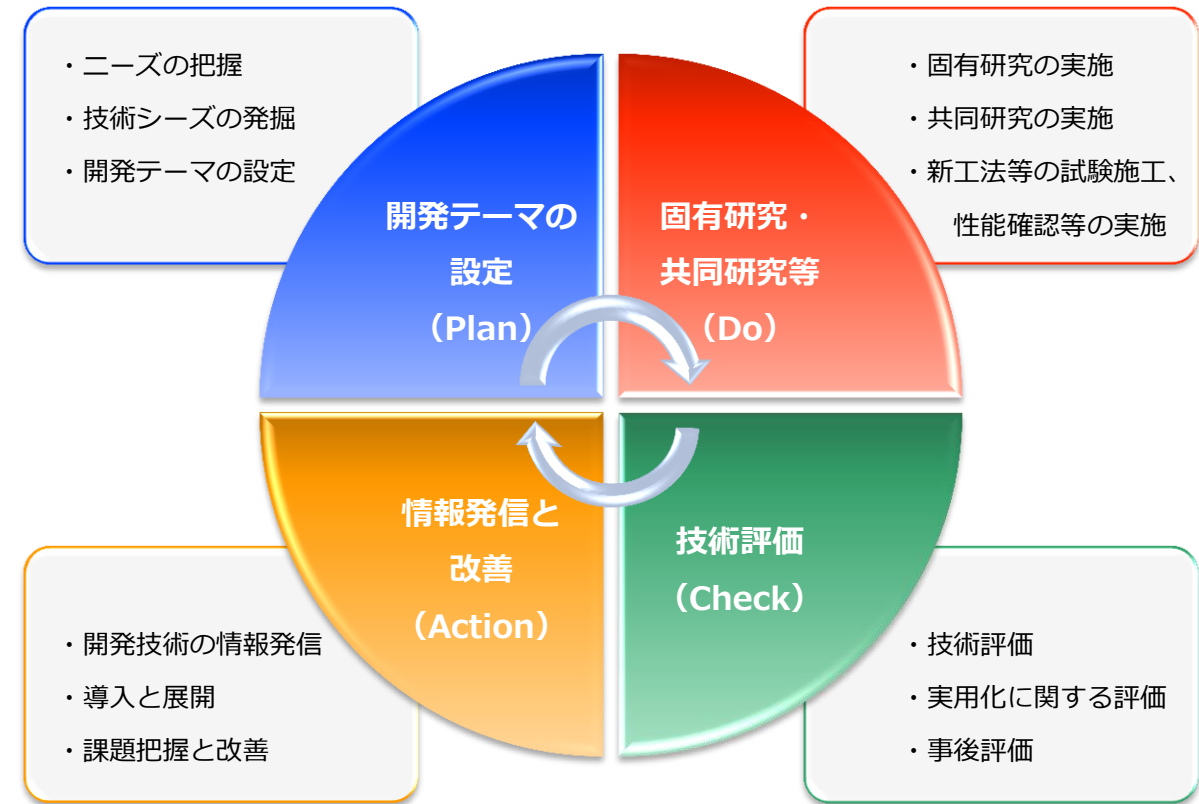 ・ニーズの把握
・技術シーズの発掘
・開発テーマの設定
開発テーマの
設定
（Plan）
・固有研究の実施
・共同研究の実施
・新工法等の試験施工、
性能確認等の実施
固有研究・
共同研究等
（Do）
情報発信と
改善
（Action）
・開発技術の情報発信
・導入と展開
・課題把握と改善
技術評価
（Check）
・技術評価
・実用化に関する評価
・事後評価